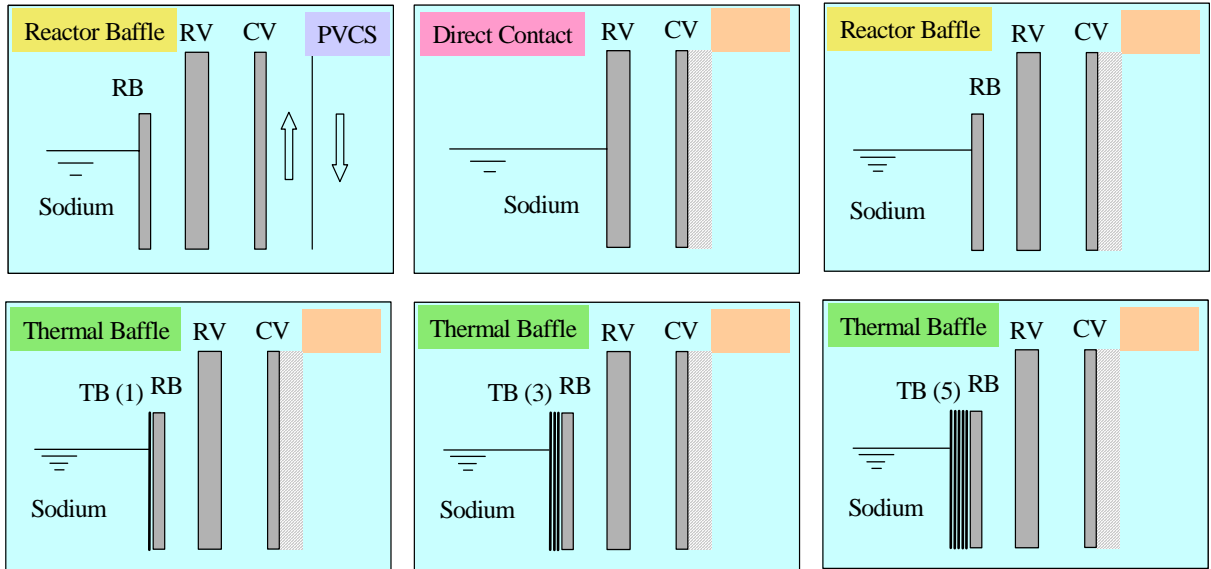 Reactor Baffle RV CV PVCS
RB
Sodium
Direct Contact RV CV
Sodium
Reactor Baffle RV CV
RB
Sodium
Thermal Baffle RV CV
TB (1) RB
Sodium
Thermal Baffle RV CV
TB (3) RB
Sodium
Thermal Baffle RV CV
TB (5) RB
Sodium